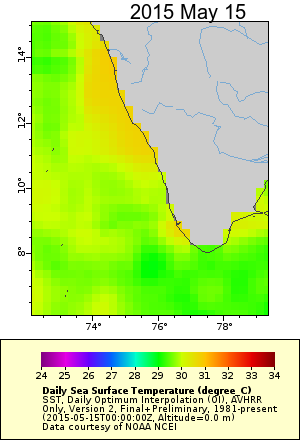 2015 May 15
14°
12°
10°
8°
74°
76°
78°
24 25 26 27 28 29 30 31 32 33 34
Daily Sea Surface Temperature (degree_C)
SST, Daily Optimum Interpolation (OI), AVHRR
Only, Version 2, Final+Preliminary, 1981-present
(2015-05-15T00:00:00Z, Altitude=0.0 m)
Data courtesy of NOAA NCEI